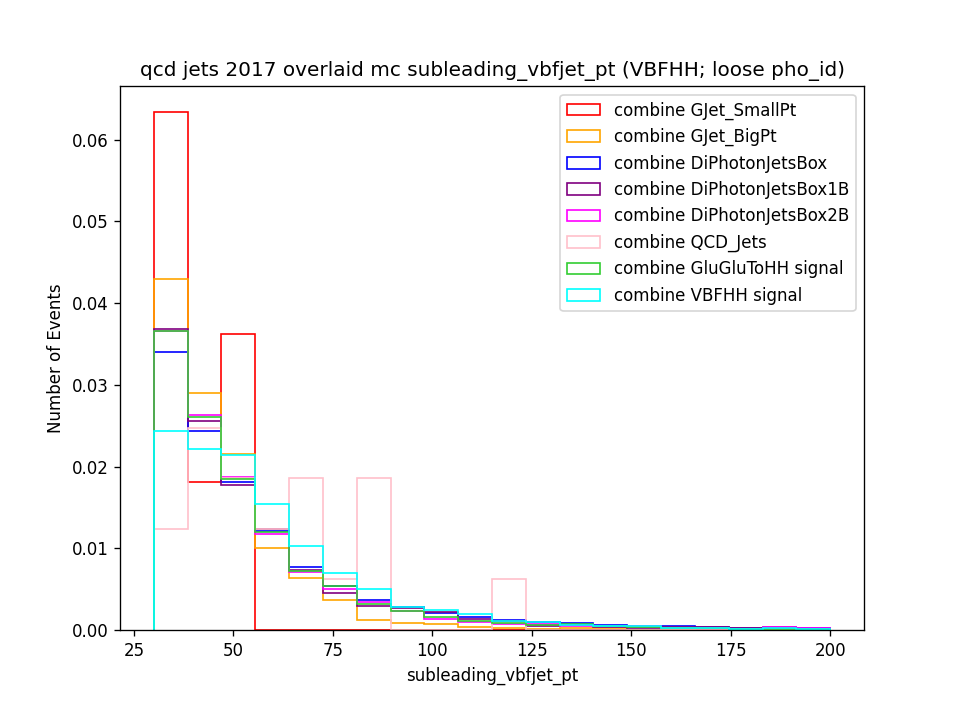 qcd jets 2017 overlaid mc subleading_vbfjet_pt (VBFHH; loose pho_id)
combine GJet_SmallPt
combine GJet_BigPt
combine DiPhotonJetsBox
combine DiPhotonJetsBox1B
combine DiPhotonJetsBox2B
combine QCD_Jets
combine GluGluToHH signal
combine VBFHH signal
Number of Events
0.06
0.05
0.04
0.03
0.02
0.01
0.00
25 50 75 100 125 150 175 200
subleading_vbfjet_pt